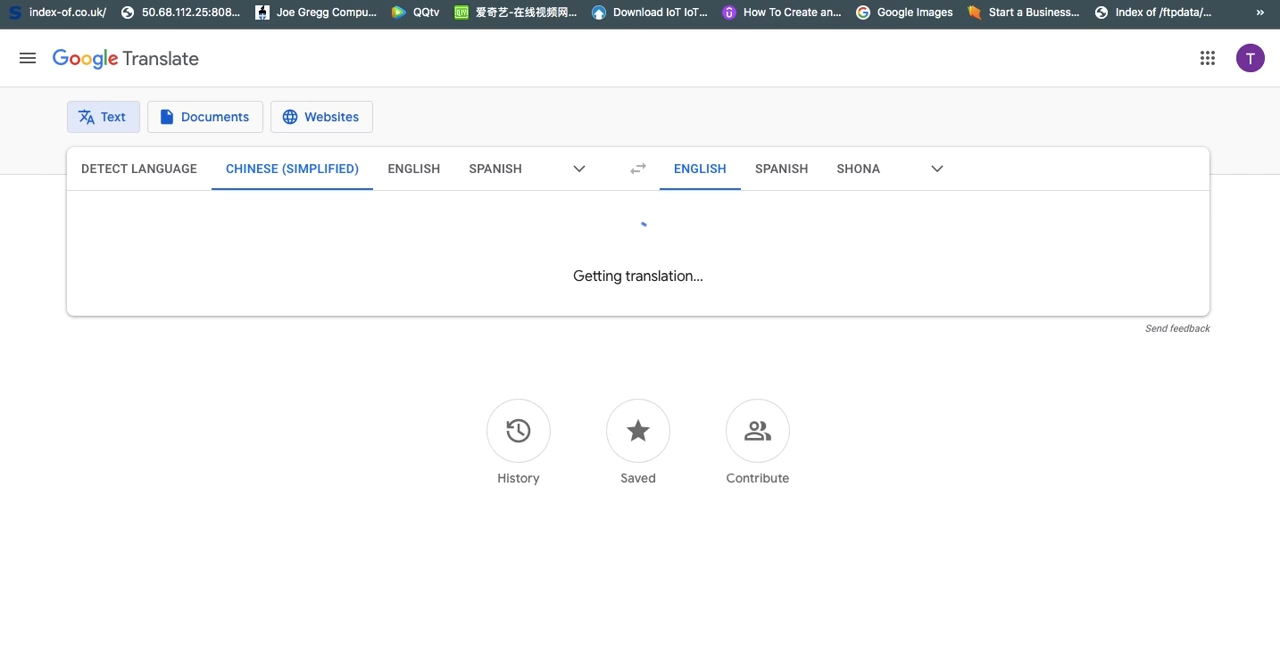 index-of.co.uk/ 50.68.112.25:808... Joe Gregg Compu... QQtv 爱奇艺-在线视频网... Download IoT IoT... How To Create an... Google Images Start a Business... Index of /ftpdata/... »
Google Translate T
Text Documents Websites
DETECT LANGUAGE CHINESE (SIMPLIFIED) ENGLISH SPANISH ENGLISH SPANISH SHONA
Getting translation...
Send feedback
History Saved Contribute